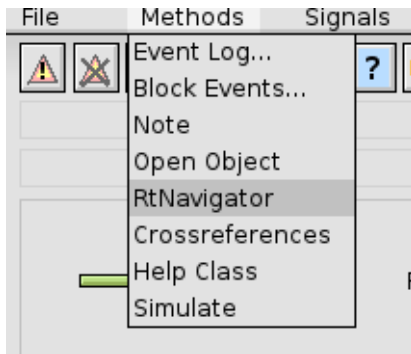 File Methods Signals
Event Log...
?
Block Events...
Note
Open Object
RtNavigator
Crossreferences
Help Class
Simulate